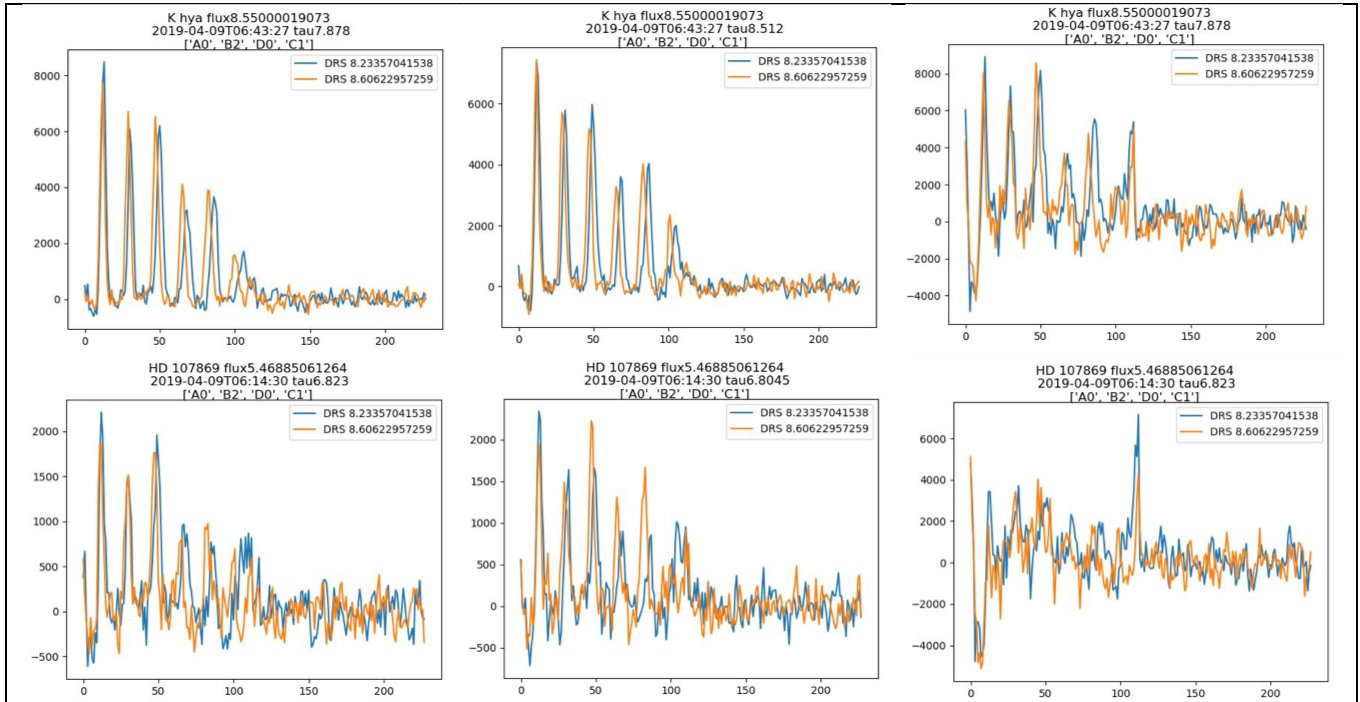 K hya flux8.55000019073
2019-04-09T06:43:27 tau7.878
['A0', 'B2', 'D0', 'C1']
DRS 8.23357041538
DRS 8.60622957259
8000
6000
4000
2000
0
0 50 100 150 200
K hya flux8.55000019073
2019-04-09T06:43:27 tau8.512
['A0', 'B2', 'D0', 'C1']
DRS 8.23357041538
DRS 8.60622957259
6000
4000
2000
0
0 50 100 150 200
K hya flux8.55000019073
2019-04-09T06:43:27 tau7.878
['A0', 'B2', 'D0', 'C1']
DRS 8.23357041538
DRS 8.60622957259
8000
6000
4000
2000
0
−2000
−4000
0 50 100 150 200
HD 107869 flux5.46885061264
2019-04-09T06:14:30 tau6.823
['A0', 'B2', 'D0', 'C1']
DRS 8.23357041538
DRS 8.60622957259
2000
1500
1000
500
0
−500
0 50 100 150 200
HD 107869 flux5.46885061264
2019-04-09T06:14:30 tau6.8045
['A0', 'B2', 'D0', 'C1']
DRS 8.23357041538
DRS 8.60622957259
2000
1500
1000
500
0
−500
0 50 100 150 200
HD 107869 flux5.46885061264
2019-04-09T06:14:30 tau6.823
['A0', 'B2', 'D0', 'C1']
DRS 8.23357041538
DRS 8.60622957259
6000
4000
2000
0
−2000
−4000
0 50 100 150 200